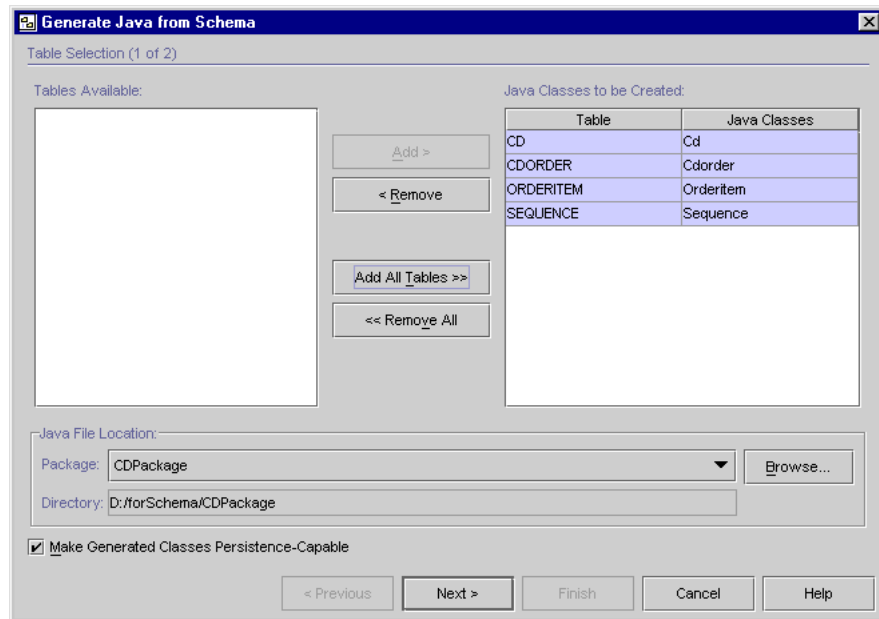 Generate Java from Schema
Table Selection (1 of 2)
Tables Available:
Java Classes to be Created:
Table Java Classes
CD Cd
CDORDER Cdorder
ORDERITEM Orderitem
SEQUENCE Sequence
Add >
< Remove
Add All Tables >>
<< Remove All
Java File Location:
Package: CDPackage Browse...
Directory: D:/forSchema/CDPackage
Make Generated Classes Persistence-Capable
< Previous Next > Finish Cancel Help